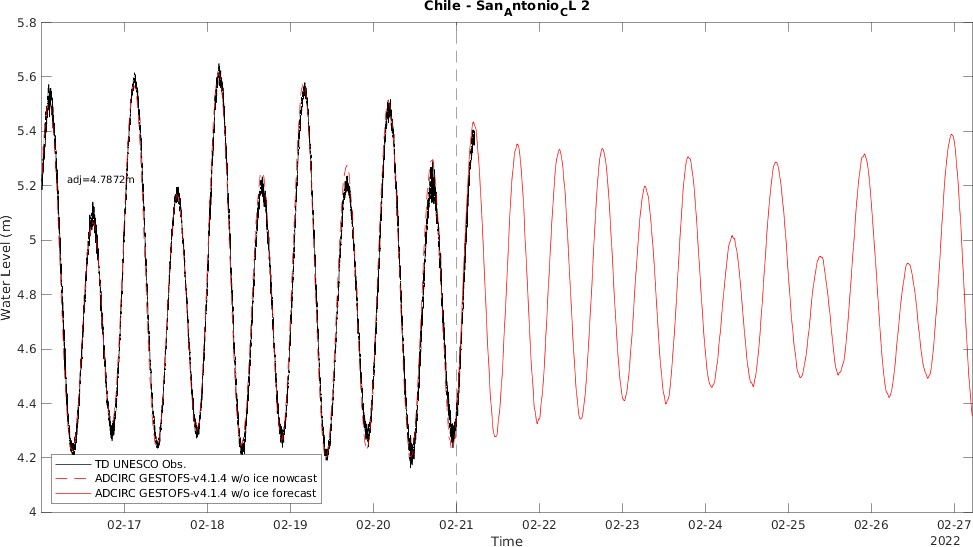 Chile - San_Antonio_CL 2
5.8
5.6
5.4
5.2
5
4.8
4.6
4.4
4.2
4
Water Level (m)
adj=4.7872m
TD UNESCO Obs.
ADCIRC GESTOFS-v4.1.4 w/o ice nowcast
ADCIRC GESTOFS-v4.1.4 w/o ice forecast
02-17 02-18 02-19 02-20 02-21 02-22 02-23 02-24 02-25 02-26 02-27
Time 2022